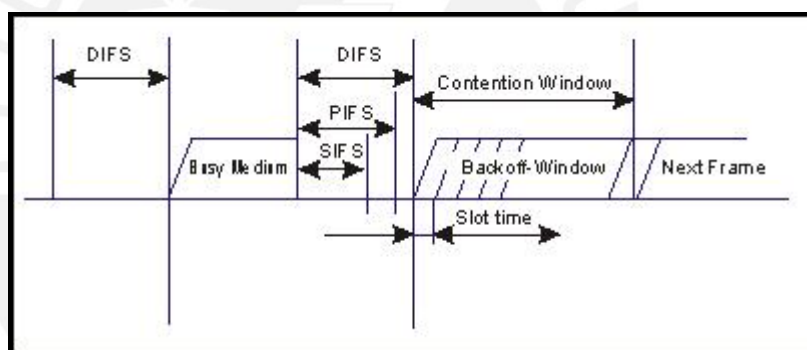 DIFS
DIFS
Contention Window
PIFS
SIFS
Busy Medium
Backoff-Window
Next Frame
Slot time